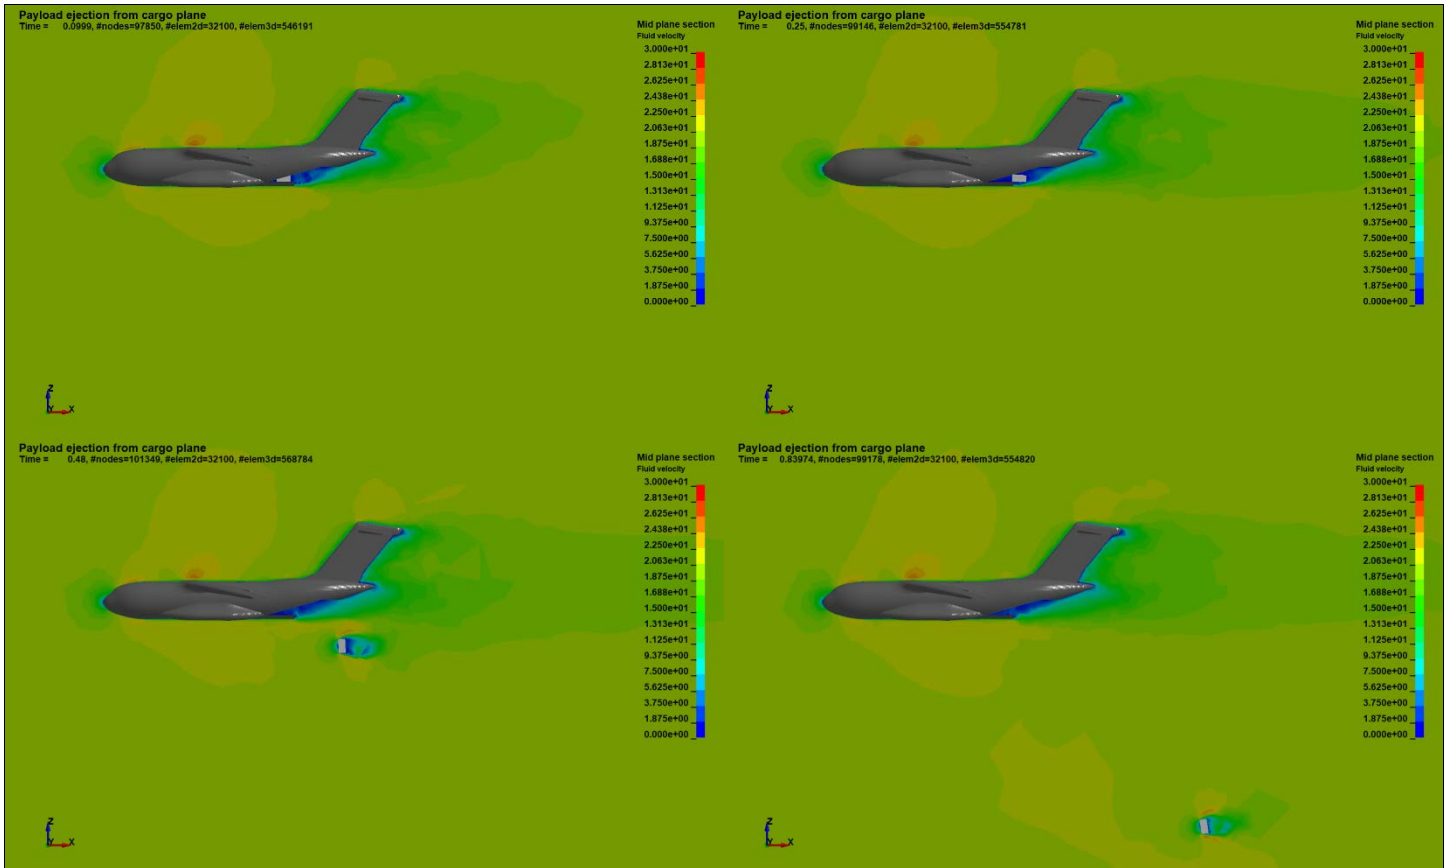 Payload ejection from cargo plane
Time = 0.0999, #nodes=97850, #elem2d=32100, #elem3d=546191
Mid plane section
Fluid velocity
3.000e+01
2.813e+01
2.625e+01
2.438e+01
2.250e+01
2.063e+01
1.875e+01
1.688e+01
1.500e+01
1.313e+01
1.125e+01
9.375e+00
7.500e+00
5.625e+00
3.750e+00
1.875e+00
0.000e+00
Z
Y
X
Payload ejection from cargo plane
Time = 0.25, #nodes=99146, #elem2d=32100, #elem3d=554781
Mid plane section
Fluid velocity
3.000e+01
2.813e+01
2.625e+01
2.438e+01
2.250e+01
2.063e+01
1.875e+01
1.688e+01
1.500e+01
1.313e+01
1.125e+01
9.375e+00
7.500e+00
5.625e+00
3.750e+00
1.875e+00
0.000e+00
Z
Y
X
Payload ejection from cargo plane
Time = 0.48, #nodes=101349, #elem2d=32100, #elem3d=568784
Mid plane section
Fluid velocity
3.000e+01
2.813e+01
2.625e+01
2.438e+01
2.250e+01
2.063e+01
1.875e+01
1.688e+01
1.500e+01
1.313e+01
1.125e+01
9.375e+00
7.500e+00
5.625e+00
3.750e+00
1.875e+00
0.000e+00
Z
Y
X
Payload ejection from cargo plane
Time = 0.83974, #nodes=99178, #elem2d=32100, #elem3d=554820
Mid plane section
Fluid velocity
3.000e+01
2.813e+01
2.625e+01
2.438e+01
2.250e+01
2.063e+01
1.875e+01
1.688e+01
1.500e+01
1.313e+01
1.125e+01
9.375e+00
7.500e+00
5.625e+00
3.750e+00
1.875e+00
0.000e+00
Z
Y
X